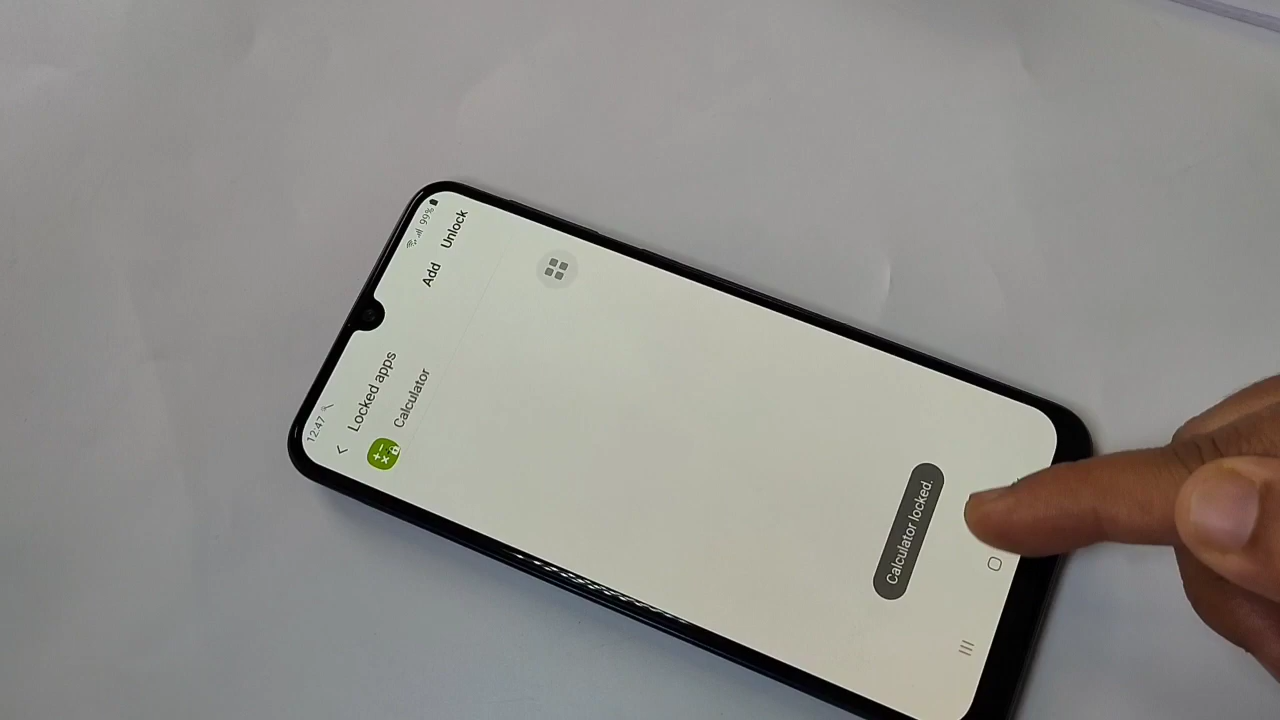 12:47
99%
Locked apps
Add
Unlock
Calculator
Calculator locked.